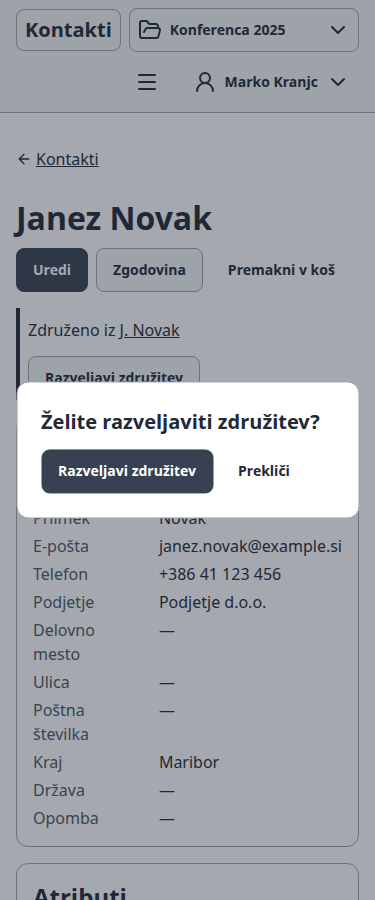 Kontakti
Konferenca 2025
Marko Kranjc
Kontakti
Janez Novak
Uredi
Zgodovina
Premakni v koš
Združeno iz J. Novak
Razveljavi združitev
Želite razveljaviti združitev?
Razveljavi združitev
Prekliči
Priimek Novak
E-pošta janez.novak@example.si
Telefon +386 41 123 456
Podjetje Podjetje d.o.o.
Delovno mesto —
Ulica —
Poštna številka —
Kraj Maribor
Država —
Opomba —
Atributi